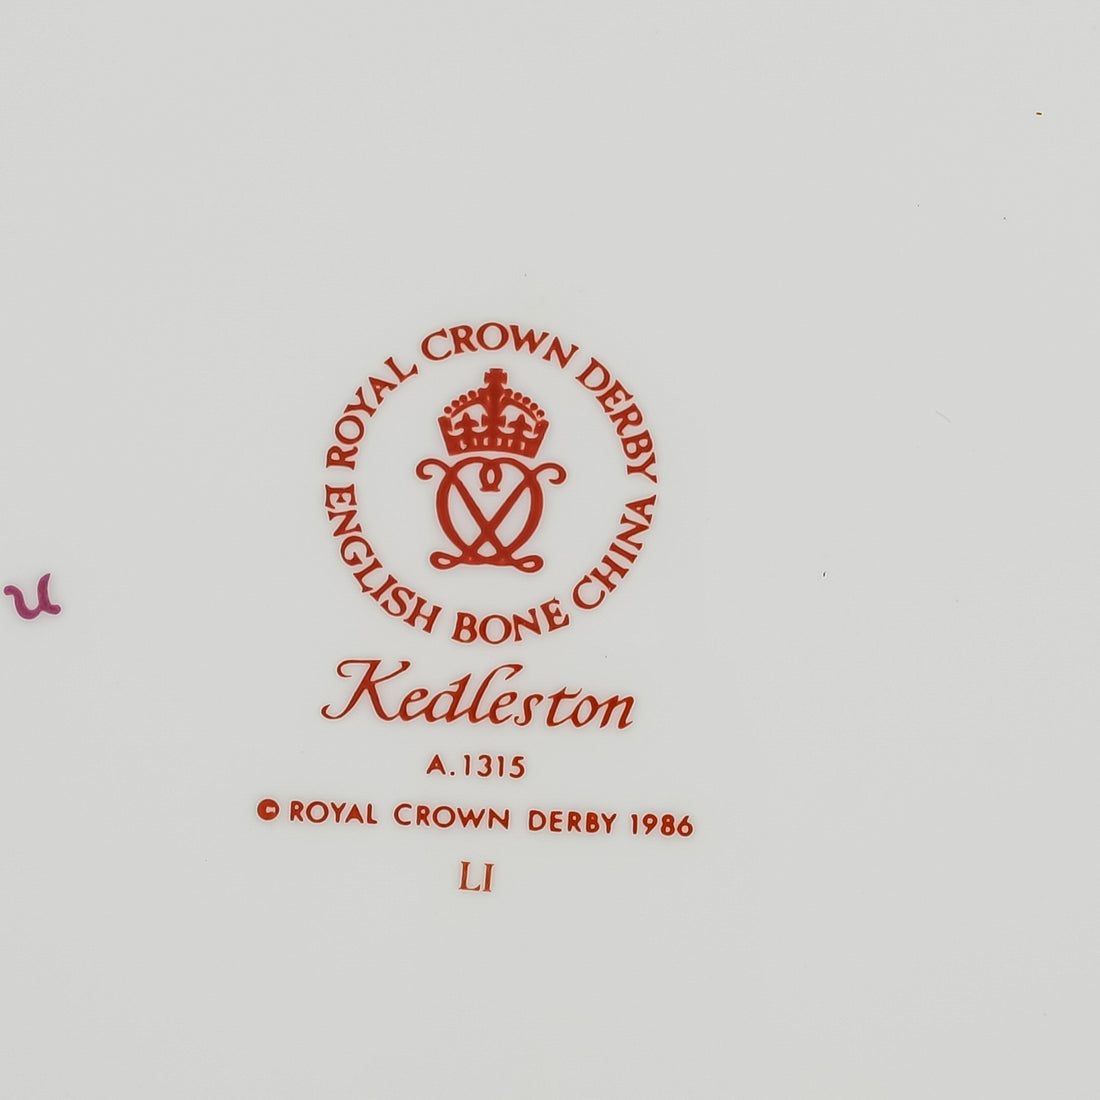 ROYAL CROWN DERBY
ENGLISH BONE CHINA
Kedleston
A.1315
© ROYAL CROWN DERBY 1986
LI
u